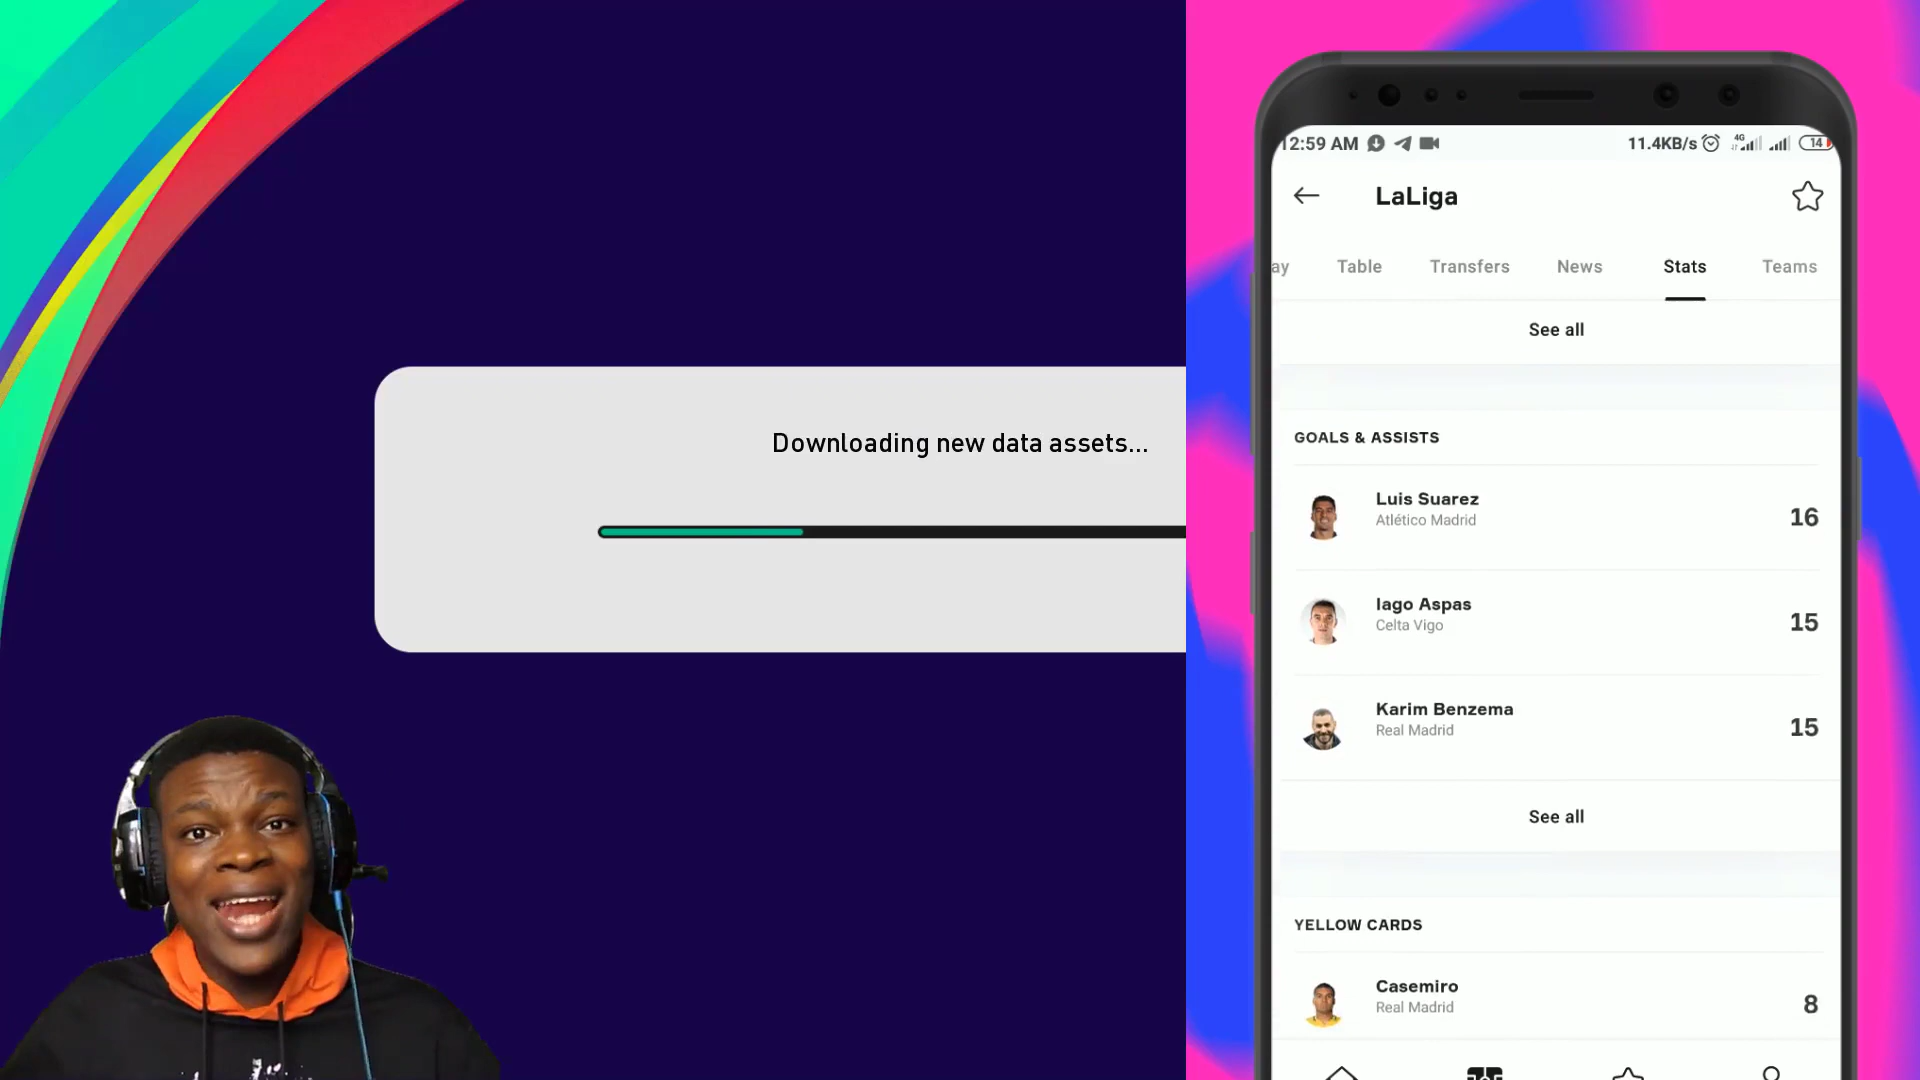 Downloading new data assets...
12:59 AM
11.4KB/s
4G
14
LaLiga
ay
Table
Transfers
News
Stats
Teams
See all
GOALS & ASSISTS
Luis Suarez
Atlético Madrid
16
Iago Aspas
Celta Vigo
15
Karim Benzema
Real Madrid
15
See all
YELLOW CARDS
Casemiro
Real Madrid
8